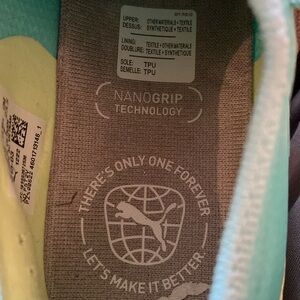 UPPER: OTHER MATERIALS + TEXTILE
DESSUS: SYNTHETIQUE + TEXTILE
LINING: TEXTILE + OTHER MATERIALS
DOUBLURE: TEXTILE + SYNTHETIQUE
SOLE: TPU
SEMELLE: TPU
NANOGRIP
TECHNOLOGY
THERE'S ONLY ONE FOREVER
LET'S MAKE IT BETTER
4501713146_1